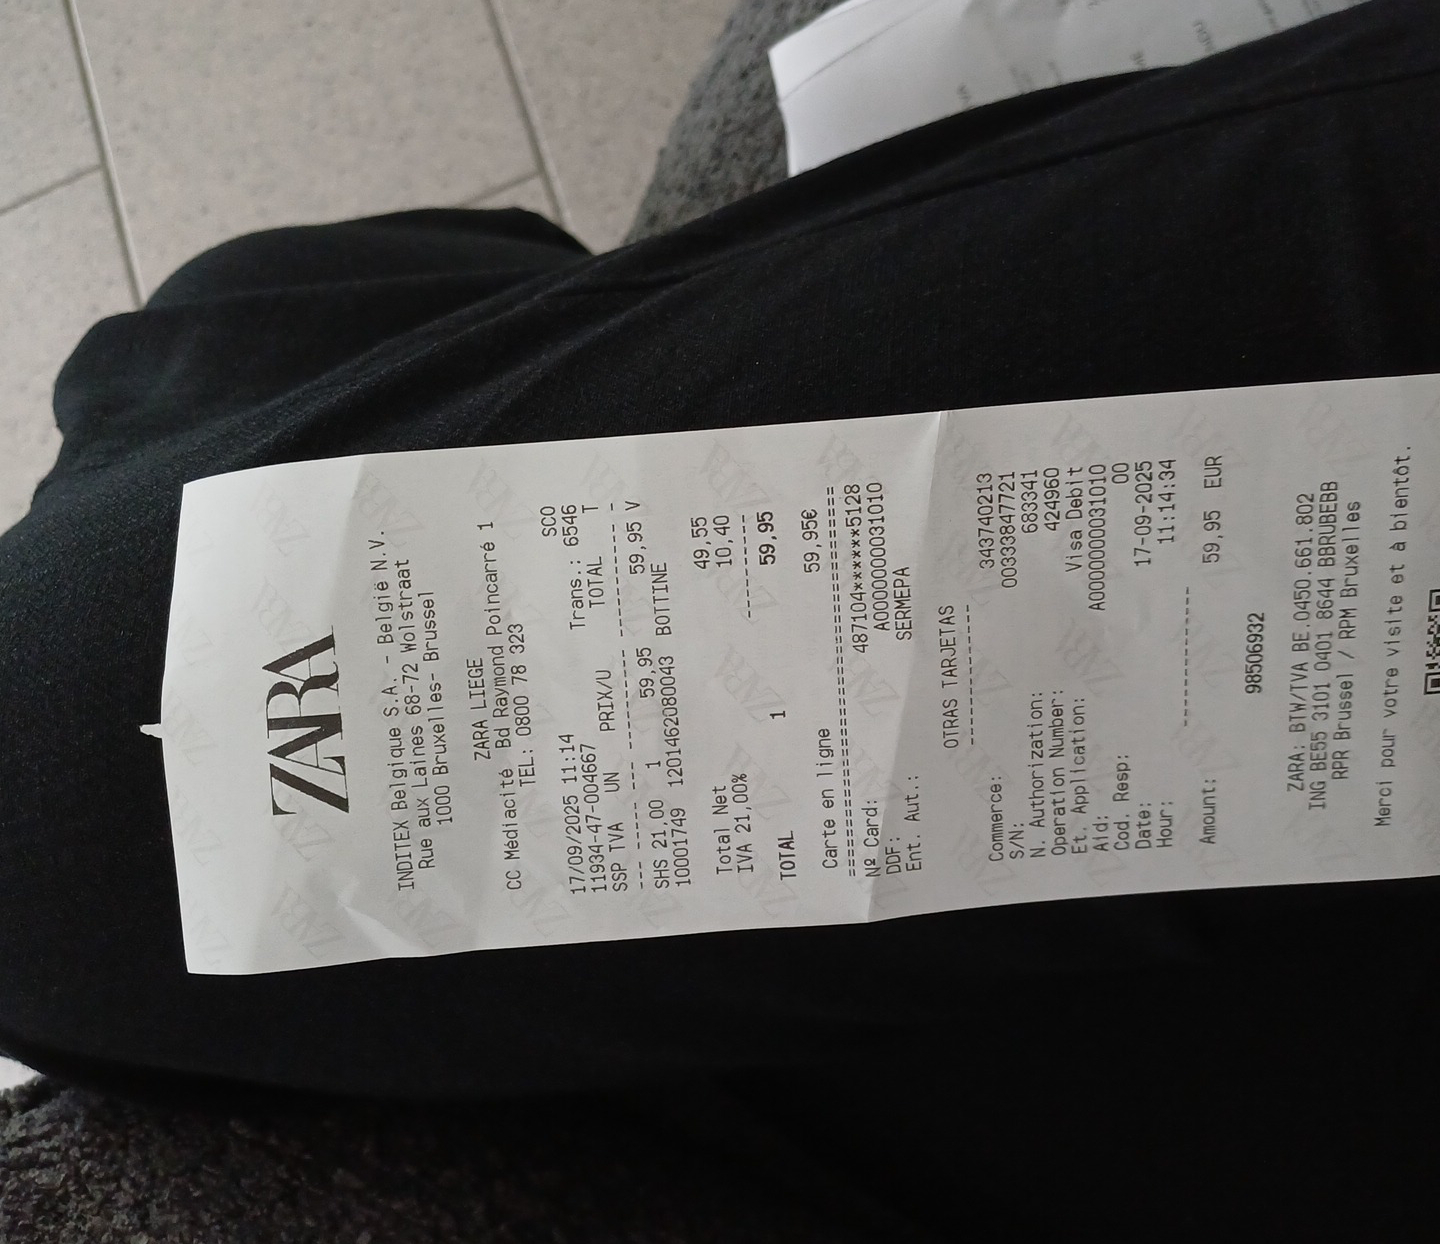 ZARA
INDITEX Belgique S.A. - België N.V.
Rue aux Laines 68-72 Wolstraat
1000 Bruxelles- Brussel
ZARA LIEGE
CC Médiacité Bd Raymond Poincarré 1
TEL: 0800 78 323
SCO
17/09/2025 11:14 Trans.: 6546
11934-47-004667 TOTAL T
SSP TVA UN PRIX/U
--- ----- --- --------- --------- -
SHS 21,00 1 59,95 59,95 V
10001749 1201462080043 BOTTINE
Total Net 49,55
IVA 21,00% 10,40
----------
TOTAL 1 59,95
Carte en ligne 59,95€
====================================
Nº Card: 487104******5128
DDF: A0000000031010
Ent. Aut.: SERMEPA
OTRAS TARJETAS
--------------
Commerce: 343740213
S/N: 00333847721
N. Authorization: 683341
Operation Number: 424960
Et. Application: Visa Debit
Aid: A0000000031010
Cod. Resp: 00
Date: 17-09-2025
Hour: 11:14:34
--------------
Amount: 59,95 EUR
98506932
ZARA: BTW/TVA BE.0450.661.802
ING BE55 3101 0401 8644 BBRUBEBB
RPR Brussel / RPM Bruxelles
Merci pour votre visite et à bientôt.